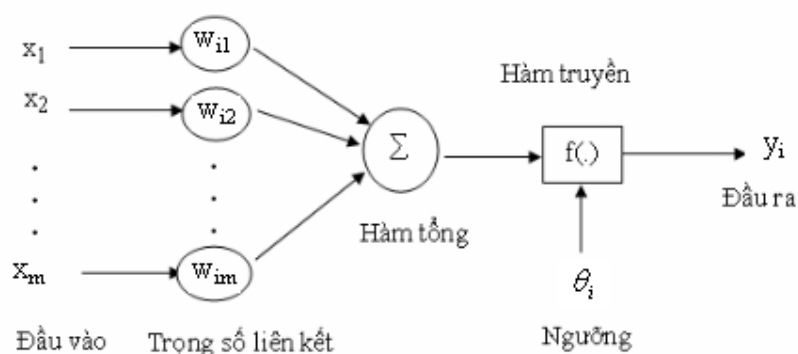 x1
wi1
x2
wi2
Hàm truyền
Σ
f(.)
yi
Đầu ra
Hàm tổng
xm
wim
θi
Đầu vào
Trọng số liên kết
Ngưỡng